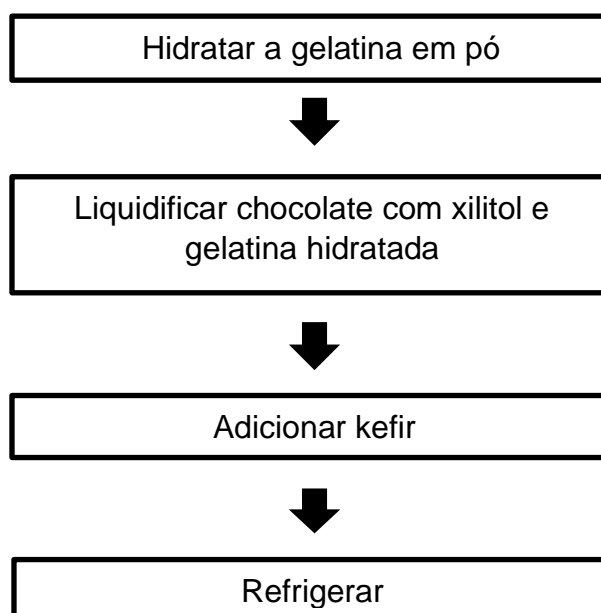 Hidratar a gelatina em pó
Liquidificar chocolate com xilitol e
gelatina hidratada
Adicionar kefir
Refrigerar